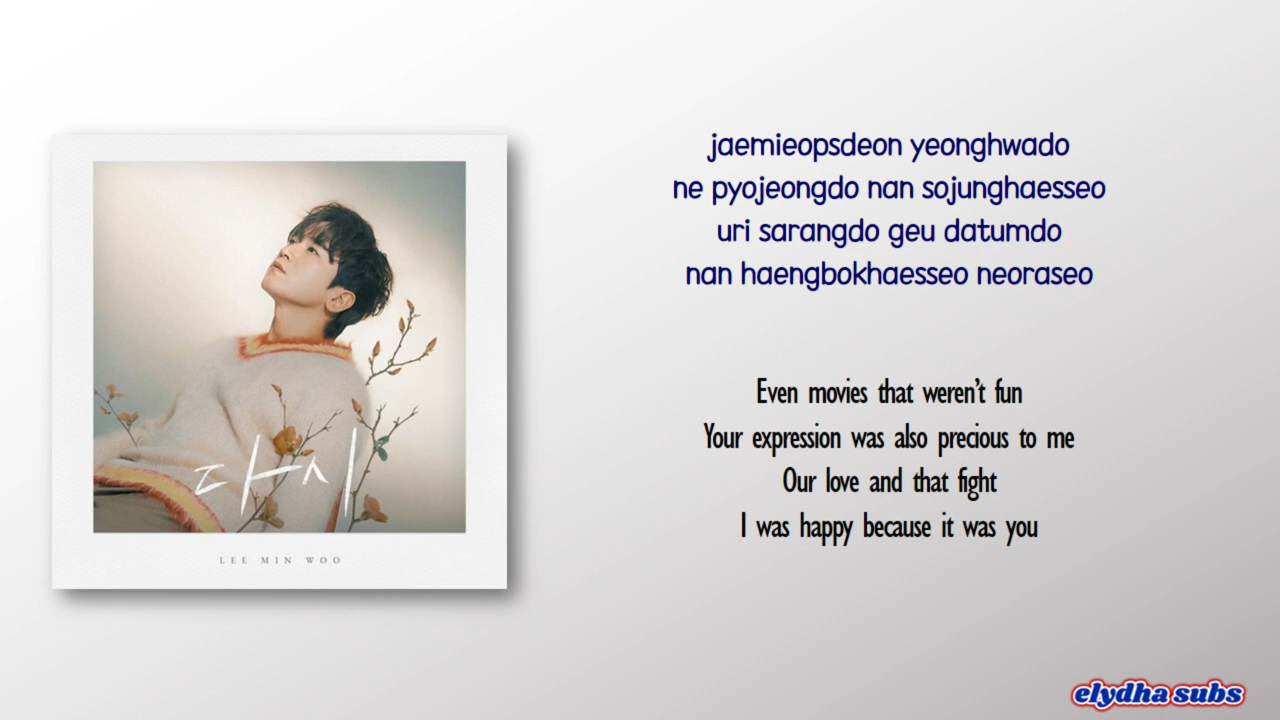 다시
LEE MIN WOO
jaemieopsdeon yeonghwado
ne pyojeongdo nan sojunghaesseo
uri sarangdo geu datumdo
nan haengbokhaesseo neoraseo
Even movies that weren't fun
Your expression was also precious to me
Our love and that fight
I was happy because it was you
elydha subs